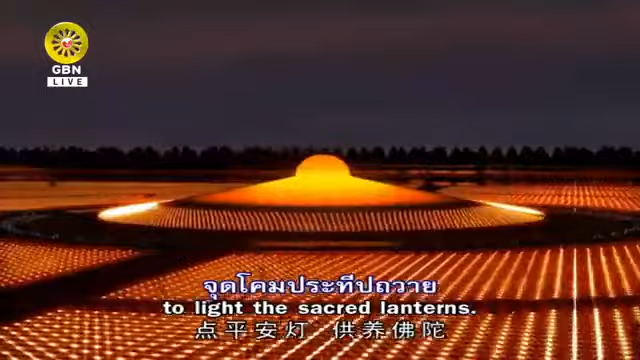 GBN
LIVE
จุดโคมประทีปถวาย
to light the sacred lanterns.
点平安灯 供养佛陀